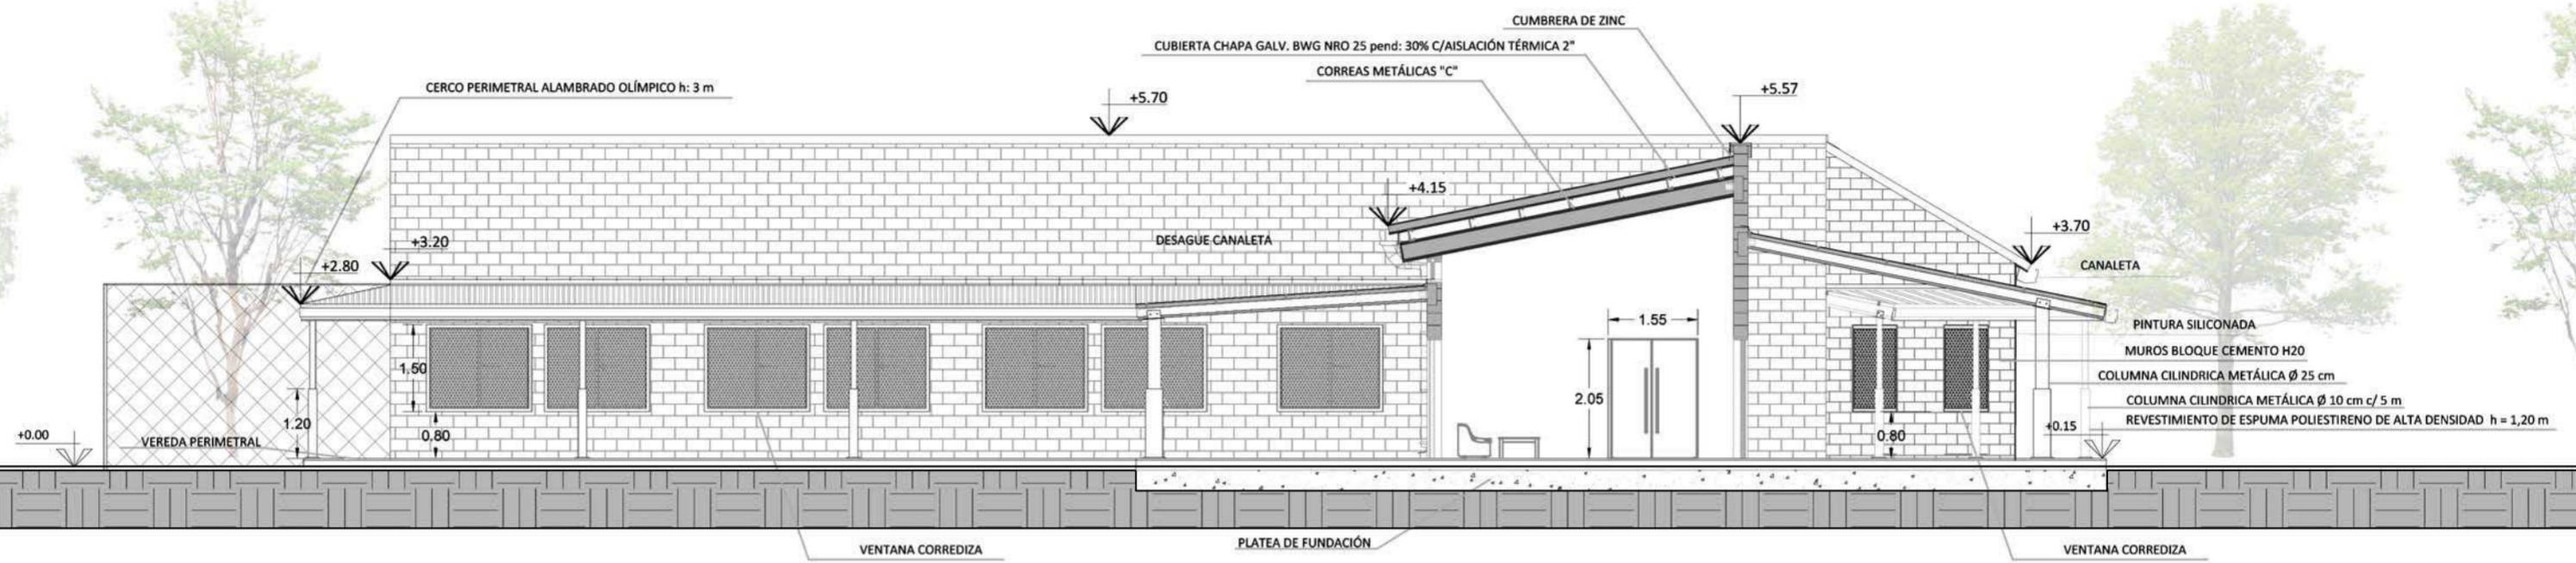 CUMBRERA DE ZINC
CUBIERTA CHAPA GALV. BWG NRO 25 pend: 30% C/AISLACIÓN TÉRMICA 2"
CORREAS METÁLICAS "C"
CERCO PERIMETRAL ALAMBRADO OLÍMPICO h: 3 m
+5.70
+5.57
+4.15
+3.20
DESAGUE CANALETA
+3.70
+2.80
CANALETA
1.55
PINTURA SILICONADA
MUROS BLOQUE CEMENTO H20
1.50
COLUMNA CILINDRICA METÁLICA Ø 25 cm
2.05
COLUMNA CILINDRICA METÁLICA Ø 10 cm c/ 5 m
REVESTIMIENTO DE ESPUMA POLIESTIRENO DE ALTA DENSIDAD h = 1,20 m
1.20
+0.15
+0.00
VEREDA PERIMETRAL
0.80
0.80
VENTANA CORREDIZA
PLATEA DE FUNDACIÓN
VENTANA CORREDIZA